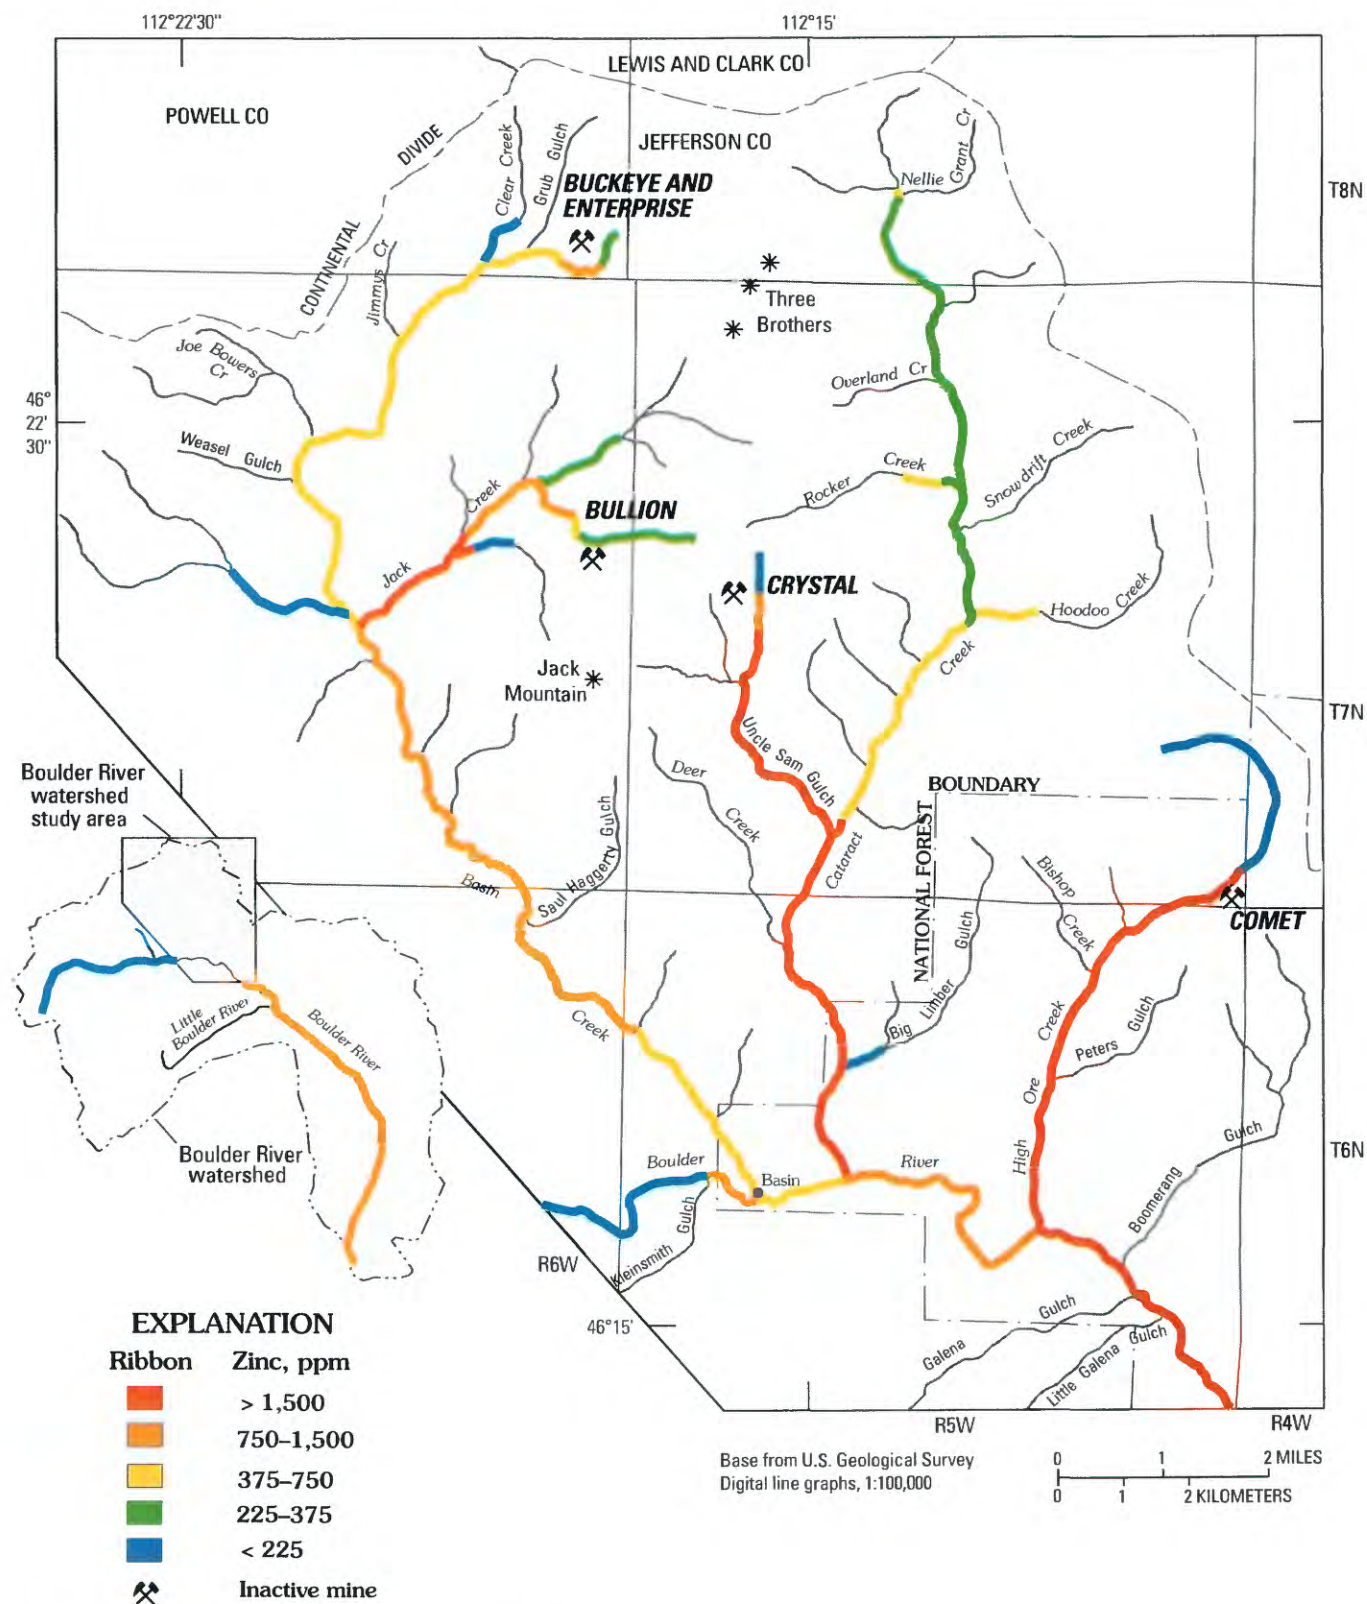 112°22'30"
112°15'
LEWIS AND CLARK CO
POWELL CO
JEFFERSON CO
CONTINENTAL
DIVIDE
Clear Creek
Grub Gulch
BUCKEYE AND
ENTERPRISE
Nellie
Grant Cr
T8N
Jimmys Cr
Three
Brothers
Joe Bowers
Cr
46°
22'
30"
Overland Cr
Weasel Gulch
Jack
Creek
BULLION
Rocker
Creek
Snowdrift Creek
CRYSTAL
Hoodoo Creek
Creek
Jack
Mountain
T7N
Uncle Sam Gulch
Deer
Creek
Cataract
BOUNDARY
NATIONAL FOREST
Boulder River
watershed
study area
Saul Haggerty Gulch
Basin
Creek
Bishop
Creek
COMET
Big Limber
Gulch
Little
Boulder River
Boulder River
Peters Gulch
High
Ore
Creek
Boulder River
watershed
Boulder
River
Basin
Kleinsmith
Gulch
Boomerang
Gulch
T6N
R6W
46°15'
Galena
Gulch
Little Galena Gulch
R5W
R4W
EXPLANATION
Ribbon Zinc, ppm
> 1,500
750–1,500
375–750
225–375
< 225
Inactive mine
Base from U.S. Geological Survey
Digital line graphs, 1:100,000
0 1 2 MILES
0 1 2 KILOMETERS